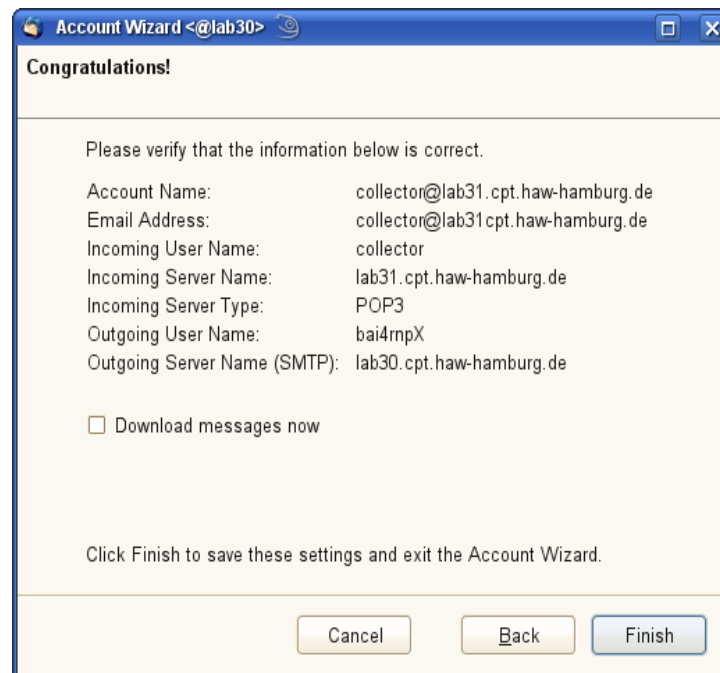 Account Wizard <@lab30>
Congratulations!
Please verify that the information below is correct.
Account Name: collector@lab31.cpt.haw-hamburg.de
Email Address: collector@lab31cpt.haw-hamburg.de
Incoming User Name: collector
Incoming Server Name: lab31.cpt.haw-hamburg.de
Incoming Server Type: POP3
Outgoing User Name: bai4rnpX
Outgoing Server Name (SMTP): lab30.cpt.haw-hamburg.de
Download messages now
Click Finish to save these settings and exit the Account Wizard.
Cancel Back Finish